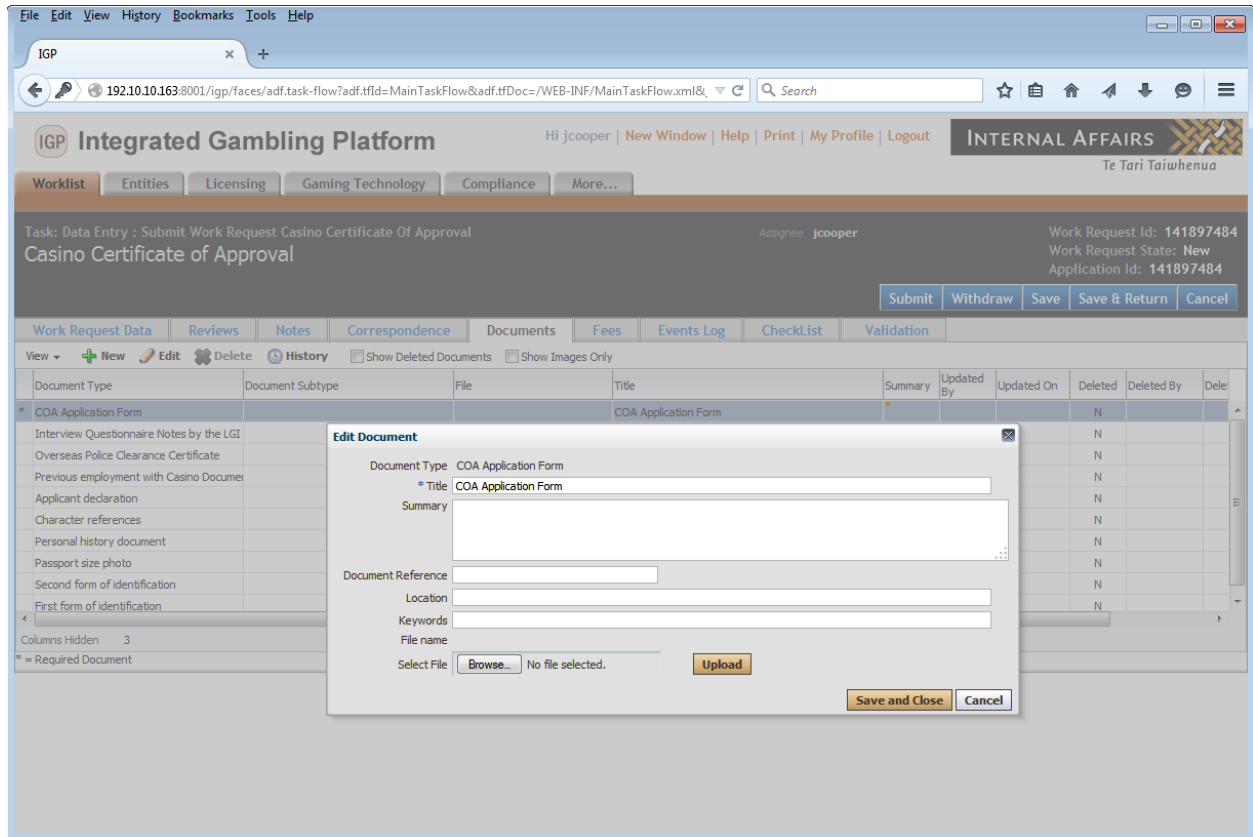 File Edit View History Bookmarks Tools Help
IGP × +
192.10.10.163:8001/igp/faces/adf.task-flow?adf.tfId=MainTaskFlow&adf.tfDoc=/WEB-INF/MainTaskFlow.xml& Search
IGP Integrated Gambling Platform Hi jcooper | New Window | Help | Print | My Profile | Logout INTERNAL AFFAIRS
Te Tari Taiwhenua
Worklist Entities Licensing Gaming Technology Compliance More...
Task: Data Entry : Submit Work Request Casino Certificate Of Approval Assignee jcooper Work Request Id: 141897484
Casino Certificate of Approval Work Request State: New
Application Id: 141897484
Submit Withdraw Save Save & Return Cancel
Work Request Data Reviews Notes Correspondence Documents Fees Events Log CheckList Validation
View New Edit Delete History Show Deleted Documents Show Images Only
Document Type Document Subtype File Title Summary Updated By Updated On Deleted Deleted By Delet
* COA Application Form COA Application Form * N
Interview Questionnaire Notes by the LGI N
Overseas Police Clearance Certificate N
Previous employment with Casino Documen N
Applicant declaration N
Character references N
Personal history document N
Passport size photo N
Second form of identification N
First form of identification N
Columns Hidden 3
* = Required Document
Edit Document
Document Type COA Application Form
* Title COA Application Form
Summary
Document Reference
Location
Keywords
File name
Select File Browse... No file selected. Upload
Save and Close Cancel